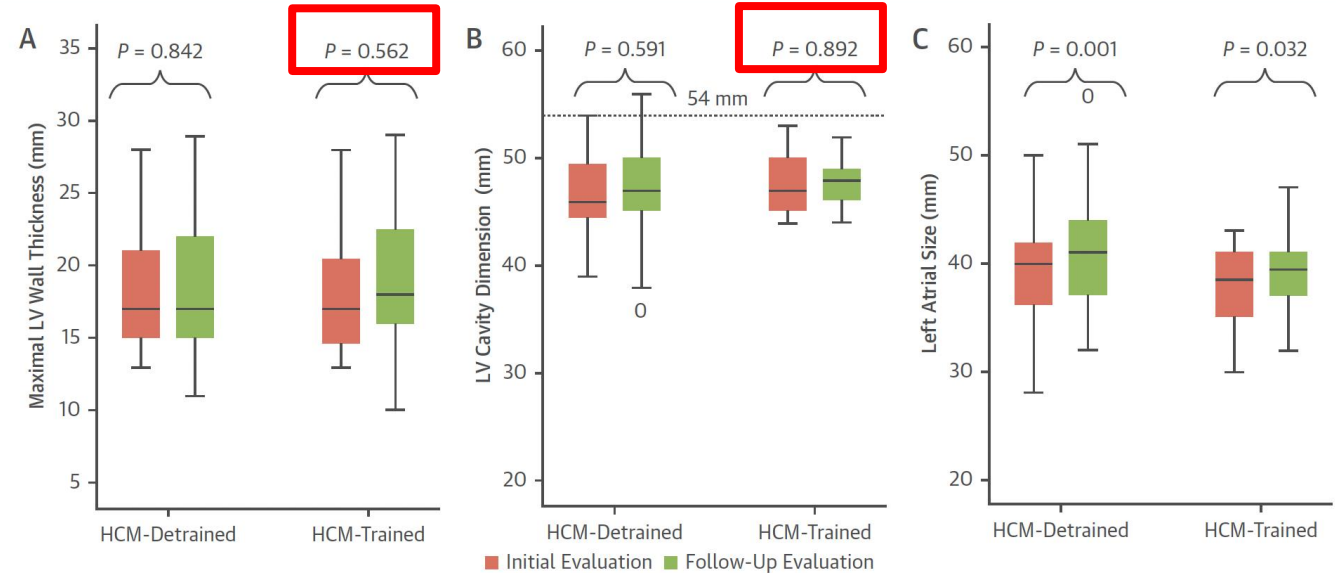 A
Maximal LV Wall Thickness (mm)
35
30
25
20
15
10
5
P = 0.842
P = 0.562
HCM-Detrained
HCM-Trained
B
LV Cavity Dimension (mm)
60
50
40
30
20
P = 0.591
P = 0.892
54 mm
0
HCM-Detrained
HCM-Trained
C
Left Atrial Size (mm)
60
50
40
30
20
P = 0.001
P = 0.032
0
HCM-Detrained
HCM-Trained
Initial Evaluation
Follow-Up Evaluation